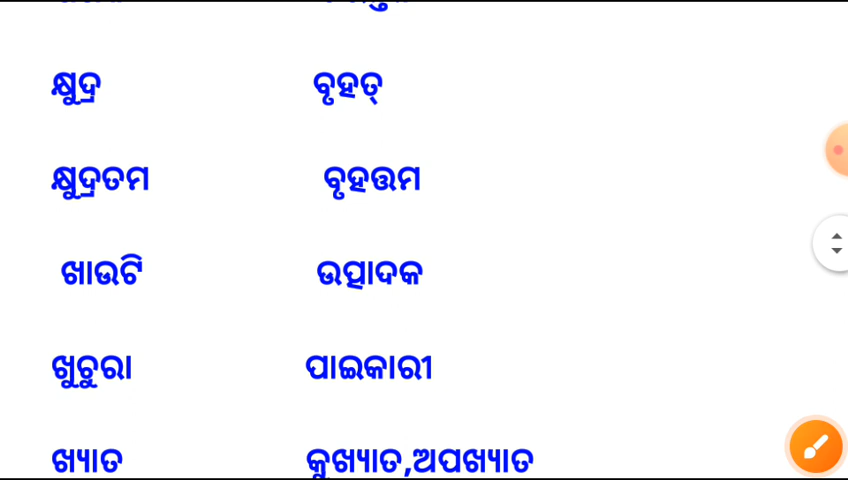 କ୍ଷୁଦ୍ର ବୃହତ୍
କ୍ଷୁଦ୍ରତମ ବୃହତ୍ତମ
ଖାଉଟି ଉତ୍ପାଦକ
ଖୁଚୁରା ପାଇକାରୀ
ଖ୍ୟାତ କୁଖ୍ୟାତ,ଅପଖ୍ୟାତ